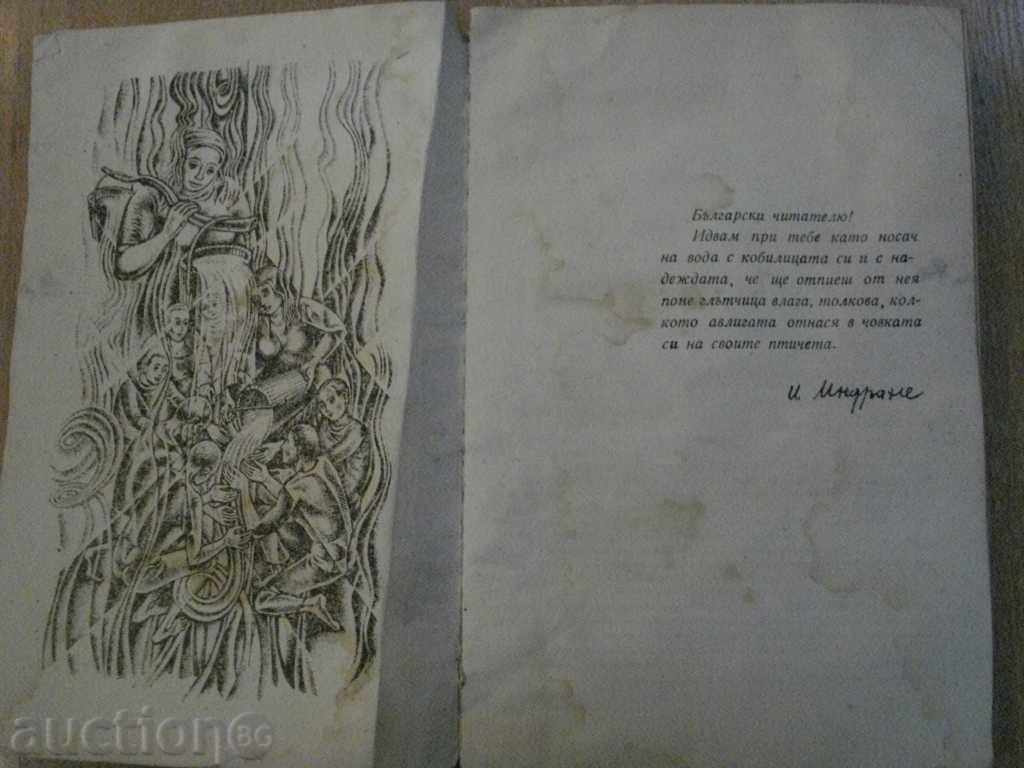 Български читателю!
Идвам при тебе като носач
на вода с кобилицата си и с на-
деждата, че ще отпиеш от нея
поне глътчица влага, толкова, кол-
кото авлигата отнася в човката
си на своите птичета.
И. Индране
auction BG